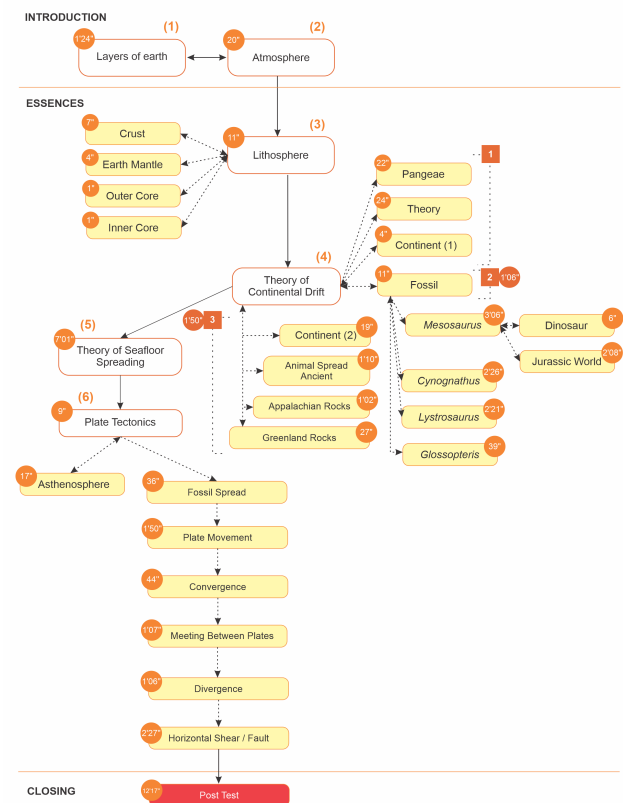 INTRODUCTION
(1)
(2)
1'24"
Layers of earth
20"
Atmosphere
ESSENCES
(3)
7"
Crust
4"
Earth Mantle
1"
Outer Core
1"
Inner Core
11"
Lithosphere
1
22"
Pangeae
24"
Theory
4"
Continent (1)
11"
Fossil
2
1'06"
(4)
Theory of
Continental Drift
3'06"
Mesosaurus
6"
Dinosaur
2'08"
Jurassic World
2'26"
Cynognathus
2'21"
Lystrosaurus
39"
Glossopteris
1'50"
3
19"
Continent (2)
1'10"
Animal Spread
Ancient
1'02"
Appalachian Rocks
27"
Greenland Rocks
(5)
7'01"
Theory of Seafloor
Spreading
(6)
9"
Plate Tectonics
17"
Asthenosphere
36"
Fossil Spread
1'50"
Plate Movement
44"
Convergence
1'07"
Meeting Between Plates
1'06"
Divergence
2'27"
Horizontal Shear / Fault
CLOSING
12'17"
Post Test